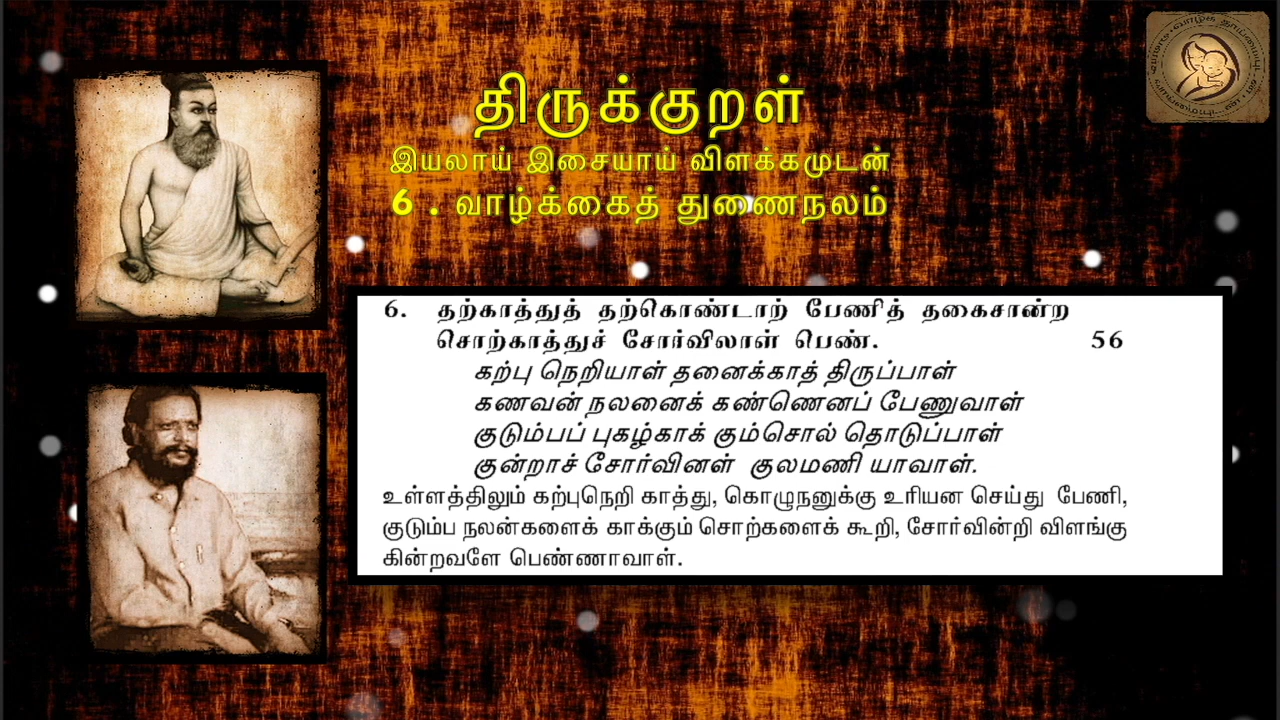 திருக்குறள்
இயலாய் இசையாய் விளக்கமுடன்
6 . வாழ்க்கைத் துணைநலம்
6. தற்காத்துத் தற்கொண்டாற் பேணித் தகைசான்ற
சொற்காத்துச் சோர்விலாள் பெண். 56
கற்பு நெறியாள் தனைக்காத் திருப்பாள்
கணவன் நலனைக் கண்ணெனப் பேணுவாள்
குடும்பப் புகழ்காக் கும்சொல் தொடுப்பாள்
குன்றாச் சோர்வினள் குலமணி யாவாள்.
உள்ளத்திலும் கற்புநெறி காத்து, கொழுநனுக்கு உரியன செய்து பேணி,
குடும்ப நலன்களைக் காக்கும் சொற்களைக் கூறி, சோர்வின்றி விளங்கு
கின்றவளே பெண்ணாவாள்.